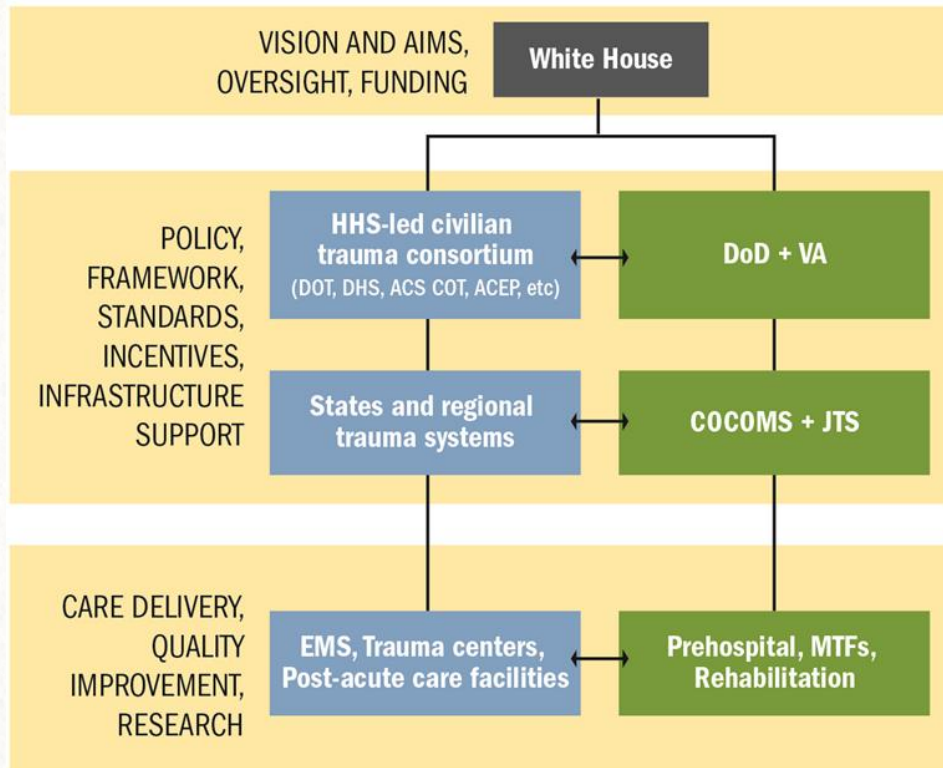 VISION AND AIMS,
OVERSIGHT, FUNDING
White House
POLICY,
FRAMEWORK,
STANDARDS,
INCENTIVES,
INFRASTRUCTURE
SUPPORT
HHS-led civilian
trauma consortium
(DOT, DHS, ACS COT, ACEP, etc)
DoD + VA
States and regional
trauma systems
COCOMS + JTS
CARE DELIVERY,
QUALITY
IMPROVEMENT,
RESEARCH
EMS, Trauma centers,
Post-acute care facilities
Prehospital, MTFs,
Rehabilitation